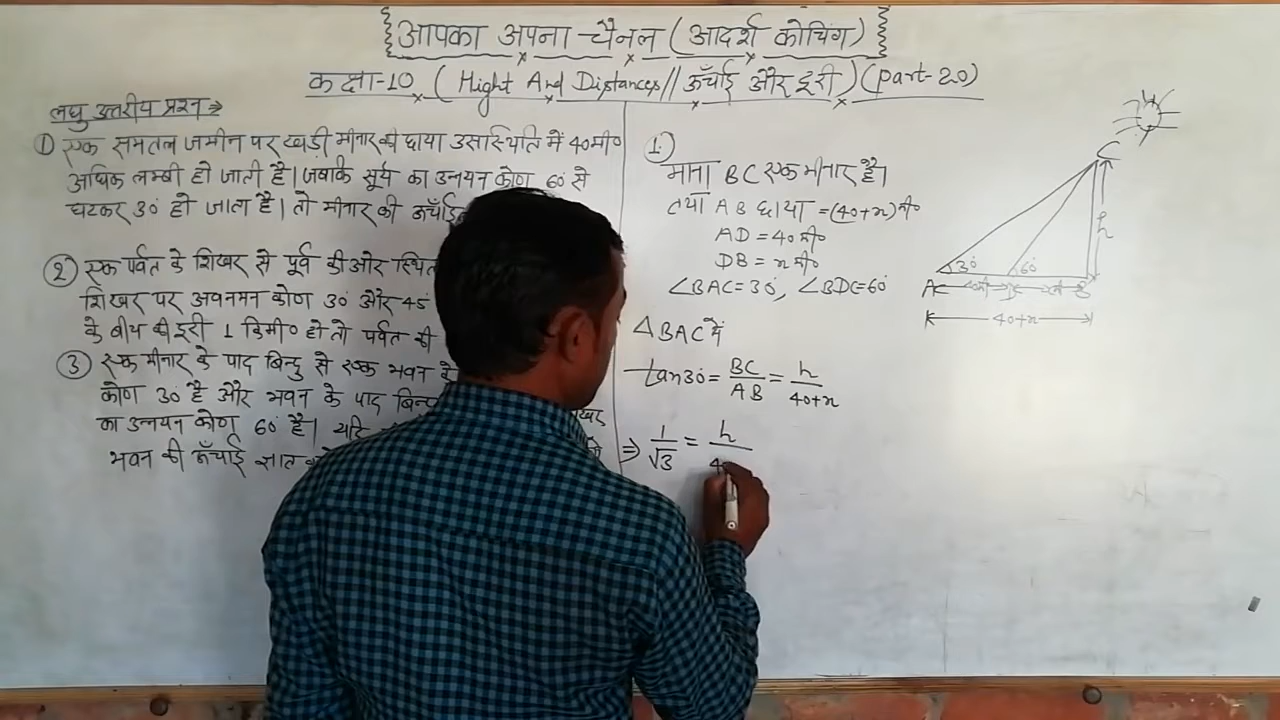 आपका अपना चैनल (आदर्श कोचिंग)
कक्षा-10 ( Hight And Distances // ऊँचाई और दूरी ) (part-20)
लघु उत्तरीय प्रश्न →
① एक समतल जमीन पर खड़ी मीनार की छाया उस स्थिति में 40मी०
अधिक लम्बी हो जाती है। जबकि सूर्य का उन्नयन कोण 60° से
घटकर 30° हो जाता है। तो मीनार की
② एक पर्वत के शिखर से पूर्व की ओर स्थित
शिखर पर अवनमन कोण 30° और 45°
के बीच की दूरी 1 किमी० हो तो पर्वत की
③ एक मीनार के पाद बिन्दु से एक भवन के
कोण 30° है और भवन के पाद बिन्दु
का उन्नयन कोण 60° है। यदि
भवन की ऊँचाई ज्ञात
①
माना BC एक मीनार है।
तथा AB छाया = (40+x) मी०
AD = 40 मी०
DB = x मी०
∠BAC = 30°, ∠BDC = 60°
△BAC में
tan30° = BC/AB = h/40+x
⇒ 1/√3 = h/4
C
h
30° 60°
A 40मी D x मी B
40+x